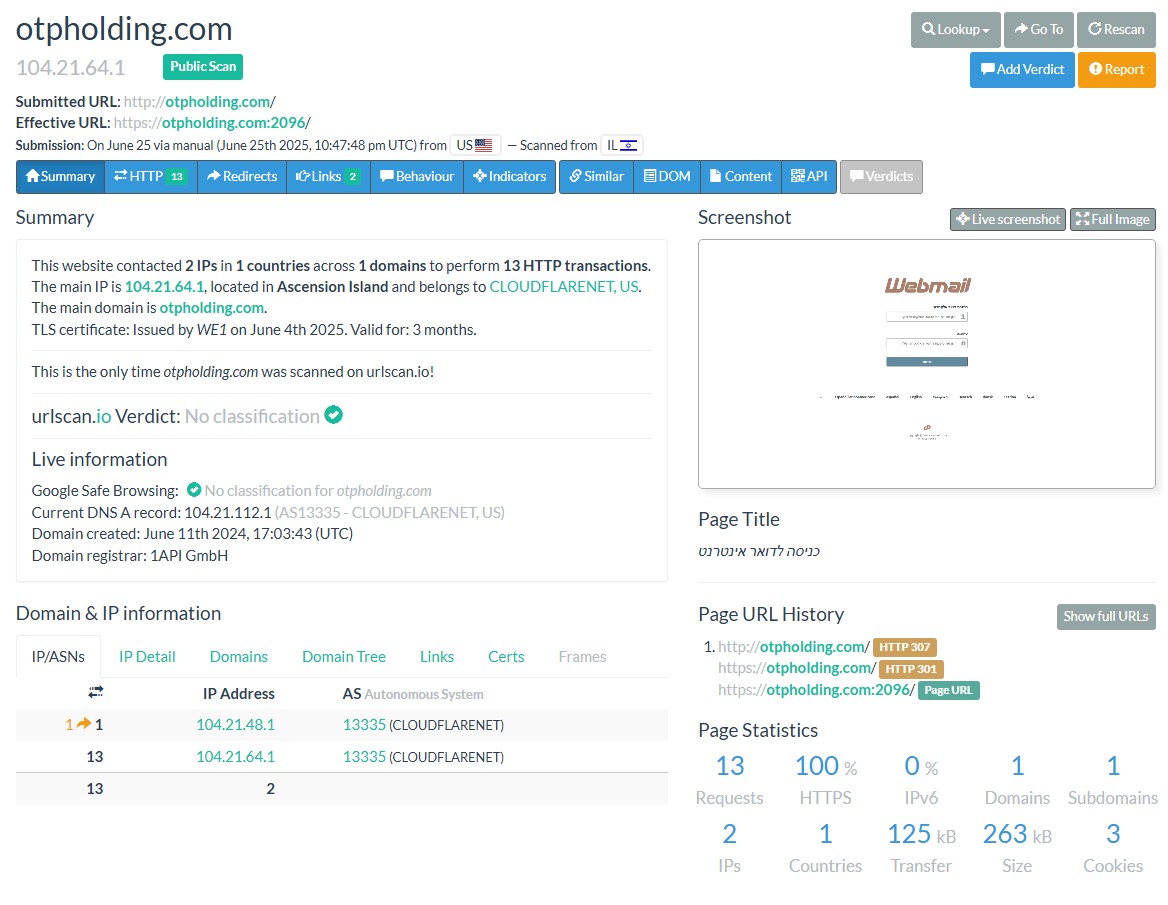 otpholding.com
Lookup
Go To
Rescan
104.21.64.1
Public Scan
Add Verdict
Report
Submitted URL: http://otpholding.com/
Effective URL: https://otpholding.com:2096/
Submission: On June 25 via manual (June 25th 2025, 10:47:48 pm UTC) from US — Scanned from IL
Summary
HTTP 13
Redirects
Links 2
Behaviour
Indicators
Similar
DOM
Content
API
Verdicts
Summary
This website contacted 2 IPs in 1 countries across 1 domains to perform 13 HTTP transactions.
The main IP is 104.21.64.1, located in Ascension Island and belongs to CLOUDFLARENET, US.
The main domain is otpholding.com.
TLS certificate: Issued by WE1 on June 4th 2025. Valid for: 3 months.
This is the only time otpholding.com was scanned on urlscan.io!
urlscan.io Verdict: No classification
Live information
Google Safe Browsing: No classification for otpholding.com
Current DNS A record: 104.21.112.1 (AS13335 - CLOUDFLARENET, US)
Domain created: June 11th 2024, 17:03:43 (UTC)
Domain registrar: 1API GmbH
Screenshot
Live screenshot
Full Image
Webmail
Page Title
כניסה לדואר אינטרנט
Domain & IP information
IP/ASNs
IP Detail
Domains
Domain Tree
Links
Certs
Frames
IP Address
AS Autonomous System
1 1 104.21.48.1 13335 (CLOUDFLARENET)
13 104.21.64.1 13335 (CLOUDFLARENET)
13 2
Page URL History
Show full URLs
1. http://otpholding.com/ HTTP 307
https://otpholding.com/ HTTP 301
https://otpholding.com:2096/ Page URL
Page Statistics
13 100 % 0 % 1 1
Requests HTTPS IPv6 Domains Subdomains
2 1 125 kB 263 kB 3
IPs Countries Transfer Size Cookies